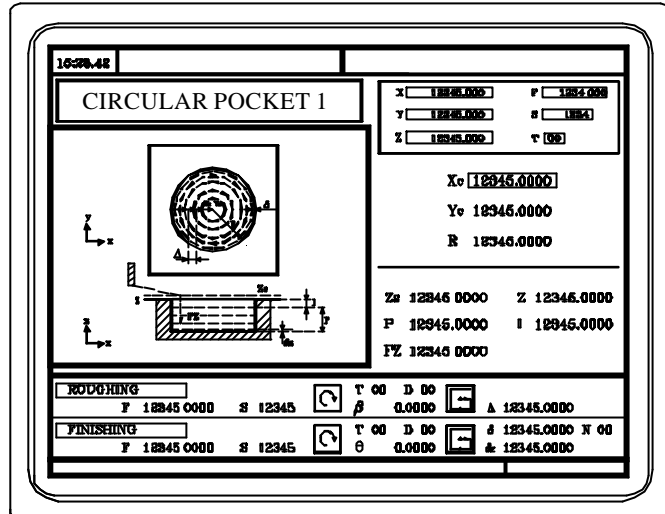 CIRCULAR POCKET 1
X 12345.000 F 1234.000
Y 12345.000 S 1234
Z 12345.000 T 00
Xc 12345.0000
Yc 12345.0000
R 12345.0000
y
x
δ
Δ
z
x
Zs
FZ
I
P
δz
Zs 12345 0000 Z 12345.0000
P 12345.0000 I 12345.0000
FZ 12345 0000
ROUGHING
F 12345 0000 S 12345
T 00 D 00
β 0.0000 Δ 12345.0000
FINISHING
F 12345 0000 S 12345
T 00 D 00 δ 12345.0000 N 00
θ 0.0000 δz 12345.0000